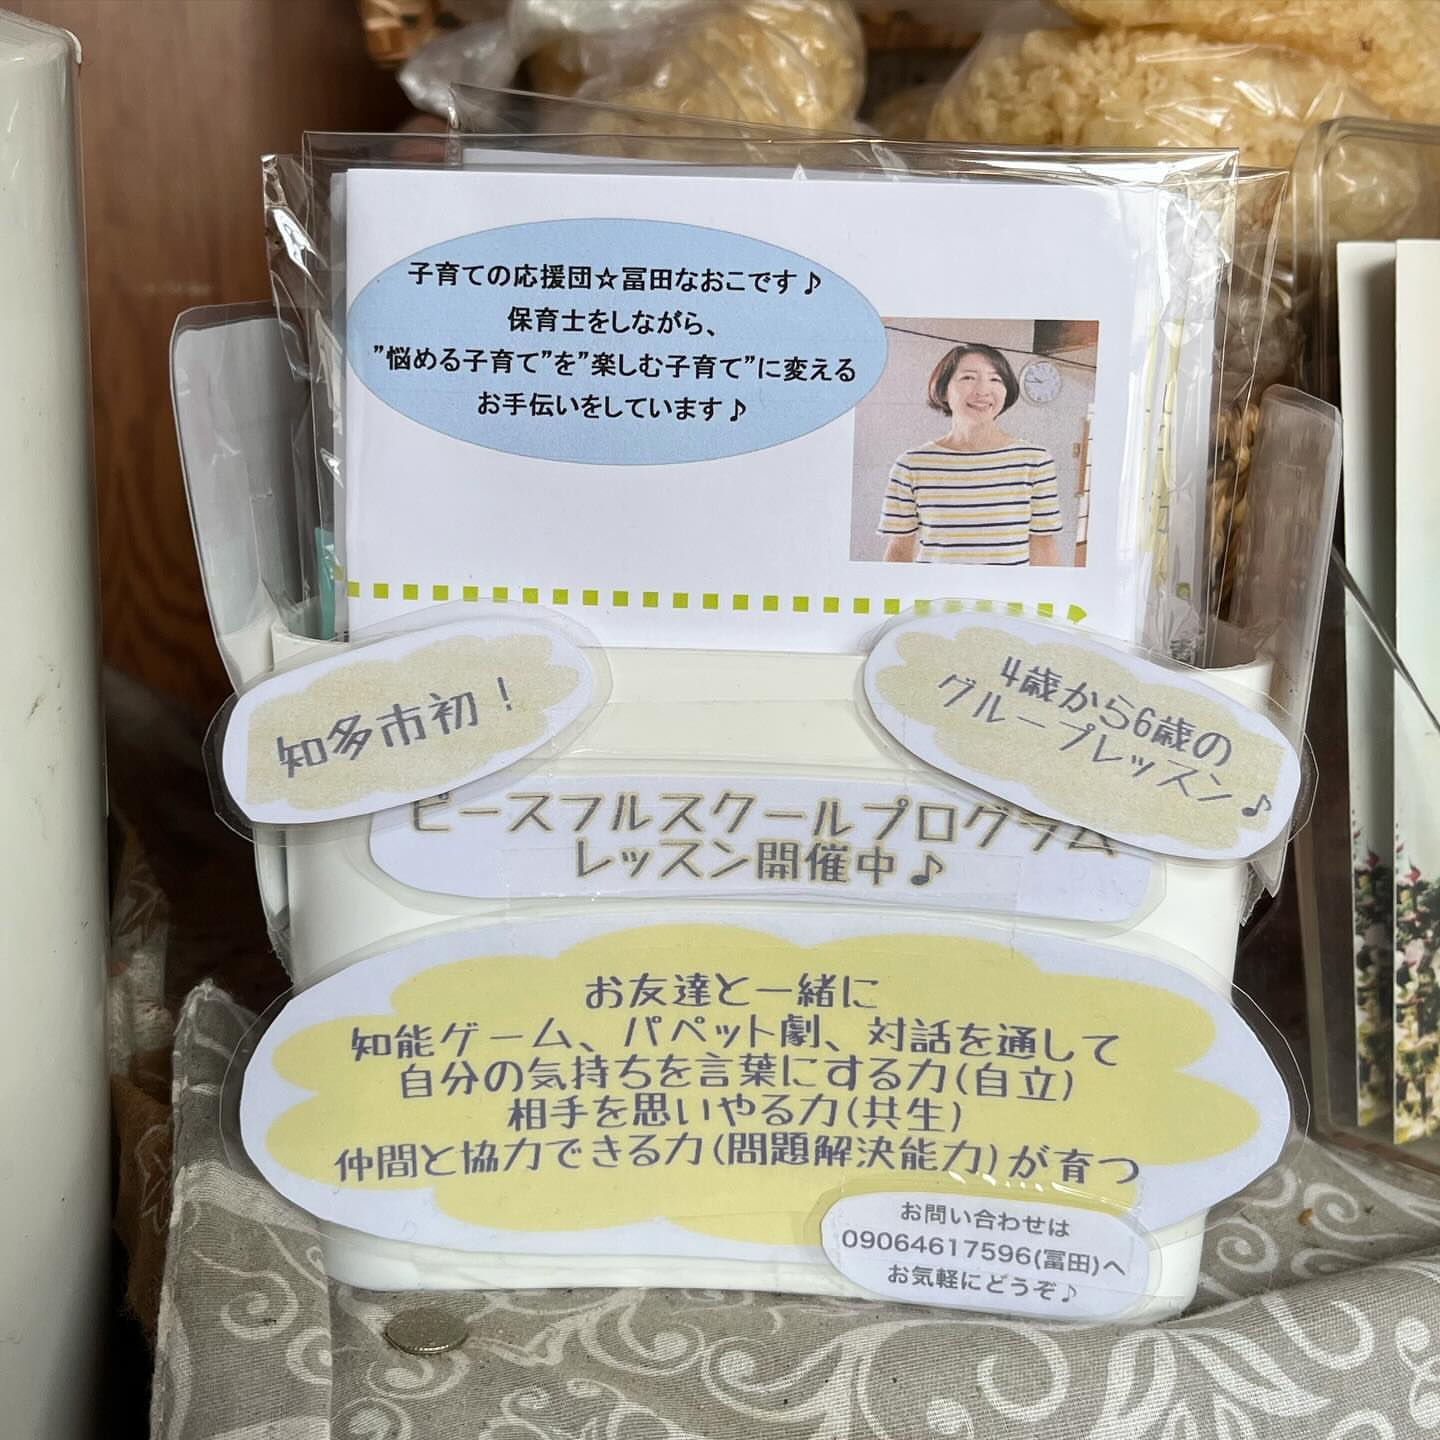 子育ての応援団☆冨田なおこです♪
保育士をしながら、
”悩める子育て”を”楽しむ子育て”に変える
お手伝いをしています♪
知多市初！
4歳から6歳の
グループレッスン♪
ピースフルスクールプログラム
レッスン開催中♪
お友達と一緒に
知能ゲーム、パペット劇、対話を通して
自分の気持ちを言葉にする力(自立)
相手を思いやる力(共生)
仲間と協力できる力(問題解決能力)が育つ
お問い合わせは
09064617596(冨田)へ
お気軽にどうぞ♪